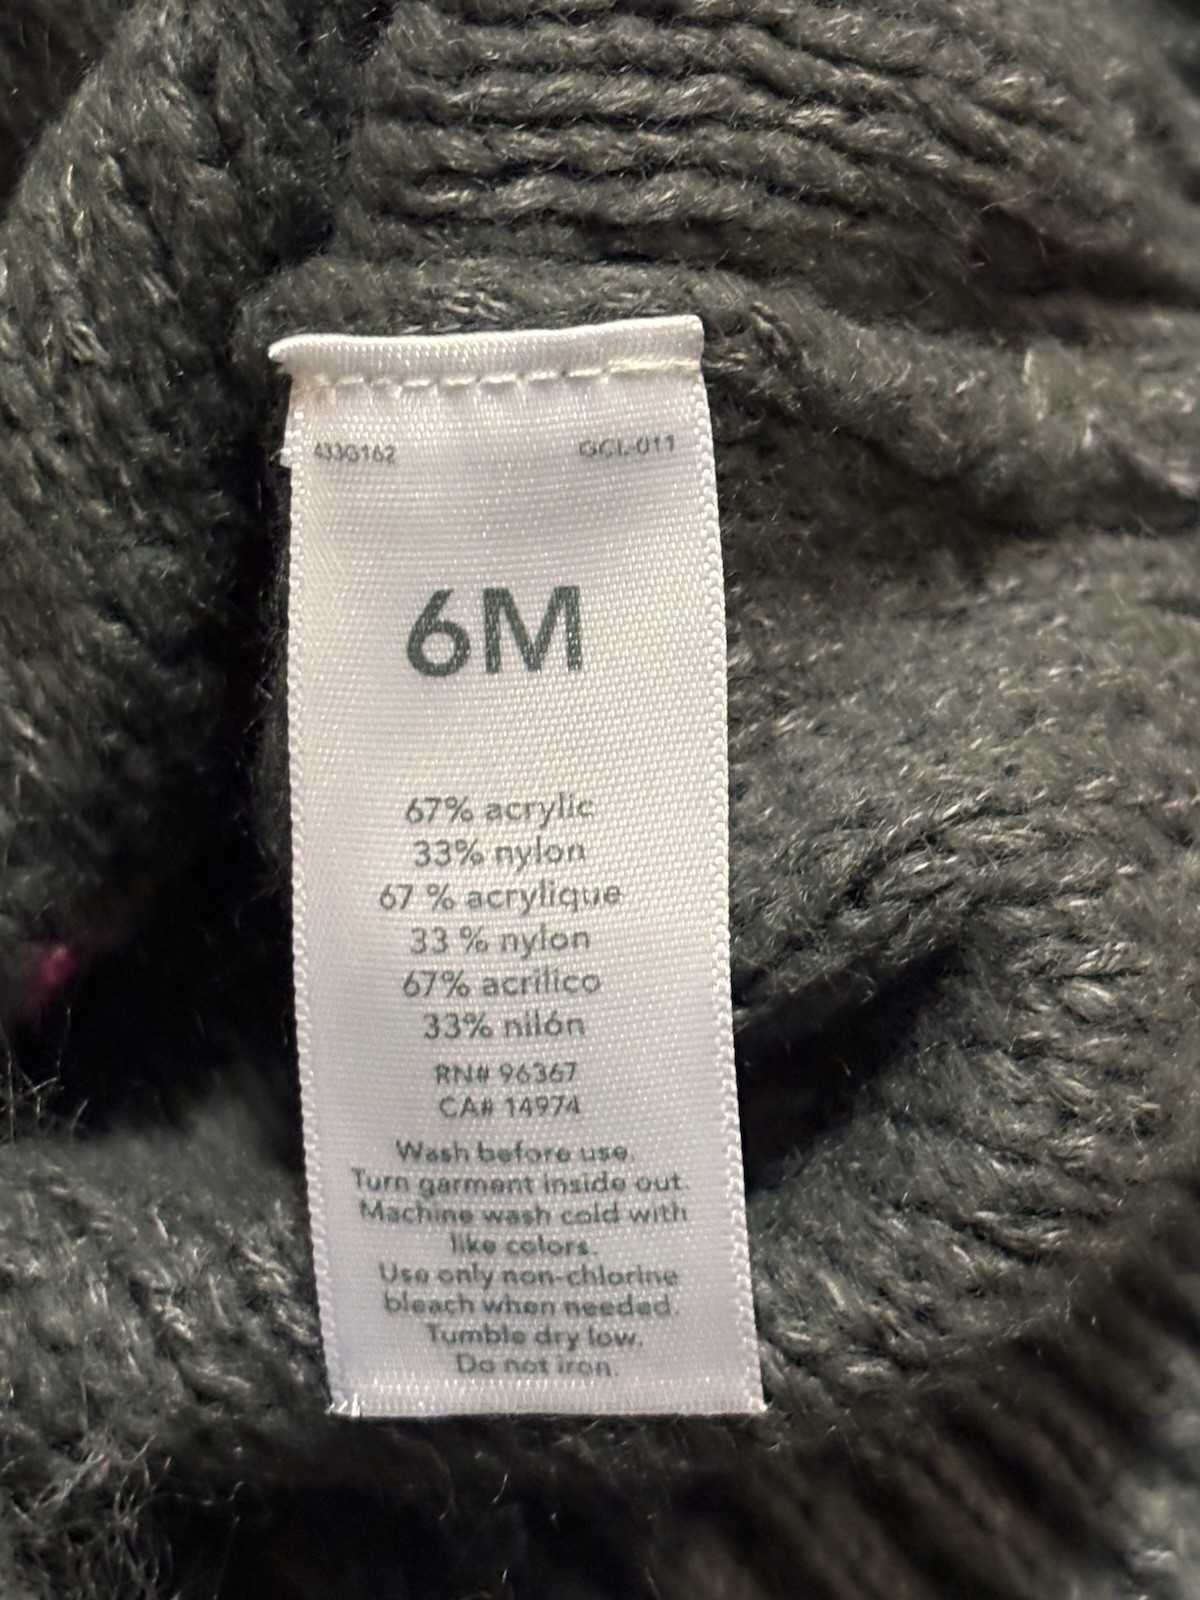 433G162 GCL-011
6M
67% acrylic
33% nylon
67 % acrylique
33 % nylon
67% acrílico
33% nilón
RN# 96367
CA# 14974
Wash before use.
Turn garment inside out.
Machine wash cold with
like colors.
Use only non-chlorine
bleach when needed.
Tumble dry low.
Do not iron.